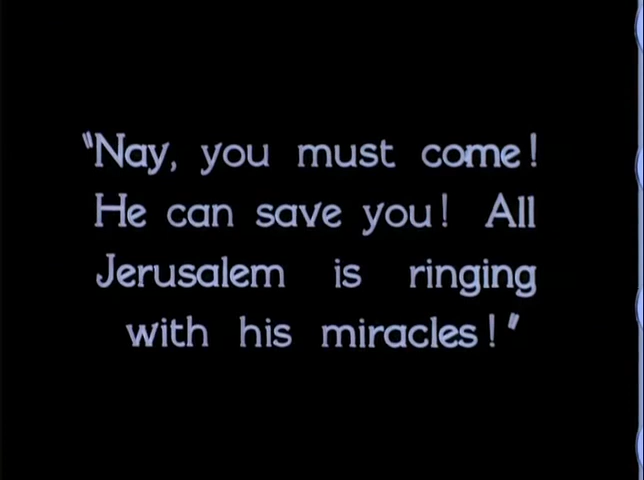 "Nay, you must come!
He can save you! All
Jerusalem is ringing
with his miracles!"